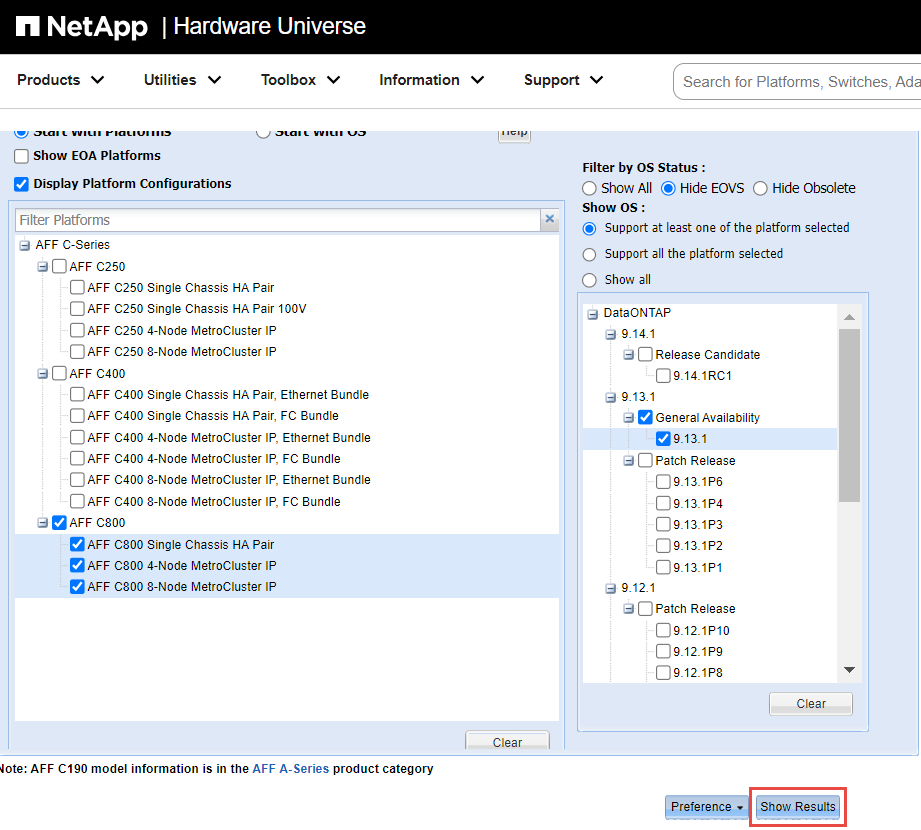 NetApp | Hardware Universe
Products Utilities Toolbox Information Support Search for Platforms, Switches, Ada
Start with Platforms Start with OS Help
Show EOA Platforms
Display Platform Configurations
Filter Platforms
AFF C-Series
AFF C250
AFF C250 Single Chassis HA Pair
AFF C250 Single Chassis HA Pair 100V
AFF C250 4-Node MetroCluster IP
AFF C250 8-Node MetroCluster IP
AFF C400
AFF C400 Single Chassis HA Pair, Ethernet Bundle
AFF C400 Single Chassis HA Pair, FC Bundle
AFF C400 4-Node MetroCluster IP, Ethernet Bundle
AFF C400 4-Node MetroCluster IP, FC Bundle
AFF C400 8-Node MetroCluster IP, Ethernet Bundle
AFF C400 8-Node MetroCluster IP, FC Bundle
AFF C800
AFF C800 Single Chassis HA Pair
AFF C800 4-Node MetroCluster IP
AFF C800 8-Node MetroCluster IP
Clear
Filter by OS Status :
Show All Hide EOVS Hide Obsolete
Show OS :
Support at least one of the platform selected
Support all the platform selected
Show all
DataONTAP
9.14.1
Release Candidate
9.14.1RC1
9.13.1
General Availability
9.13.1
Patch Release
9.13.1P6
9.13.1P4
9.13.1P3
9.13.1P2
9.13.1P1
9.12.1
Patch Release
9.12.1P10
9.12.1P9
9.12.1P8
Clear
Note: AFF C190 model information is in the AFF A-Series product category
Preference Show Results